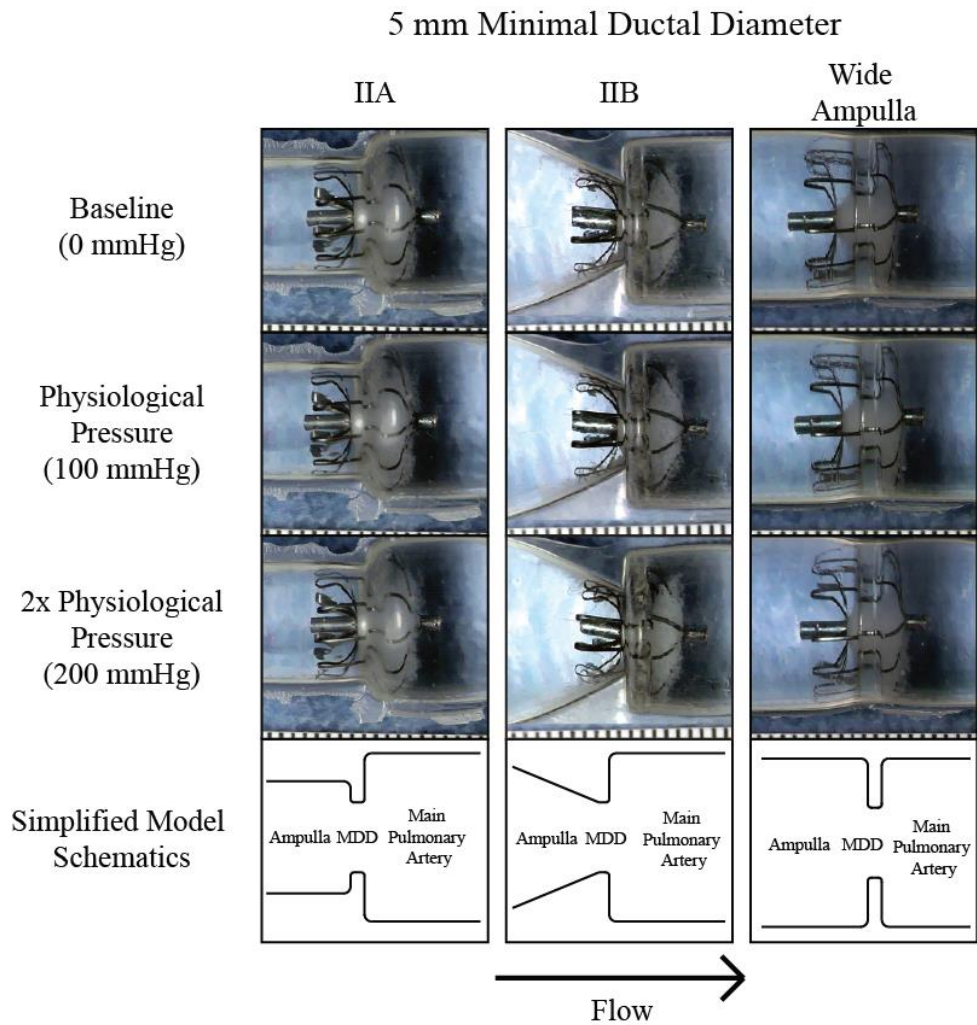 5 mm Minimal Ductal Diameter
IIA
IIB
Wide
Ampulla
Baseline
(0 mmHg)
Physiological
Pressure
(100 mmHg)
2x Physiological
Pressure
(200 mmHg)
Simplified Model
Schematics
Ampulla MDD
Main
Pulmonary
Artery
Ampulla MDD
Main
Pulmonary
Artery
Ampulla MDD
Main
Pulmonary
Artery
Flow